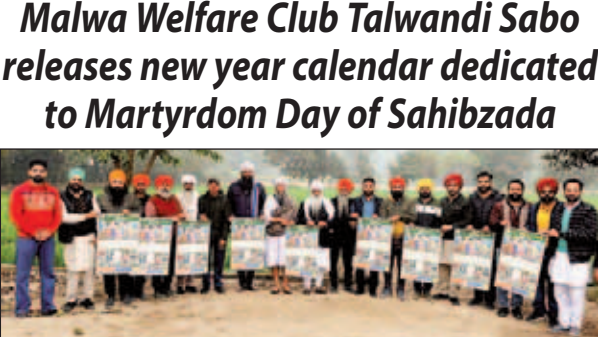 Malwa Welfare Club Talwandi Sabo
releases new year calendar dedicated
to Martyrdom Day of Sahibzada